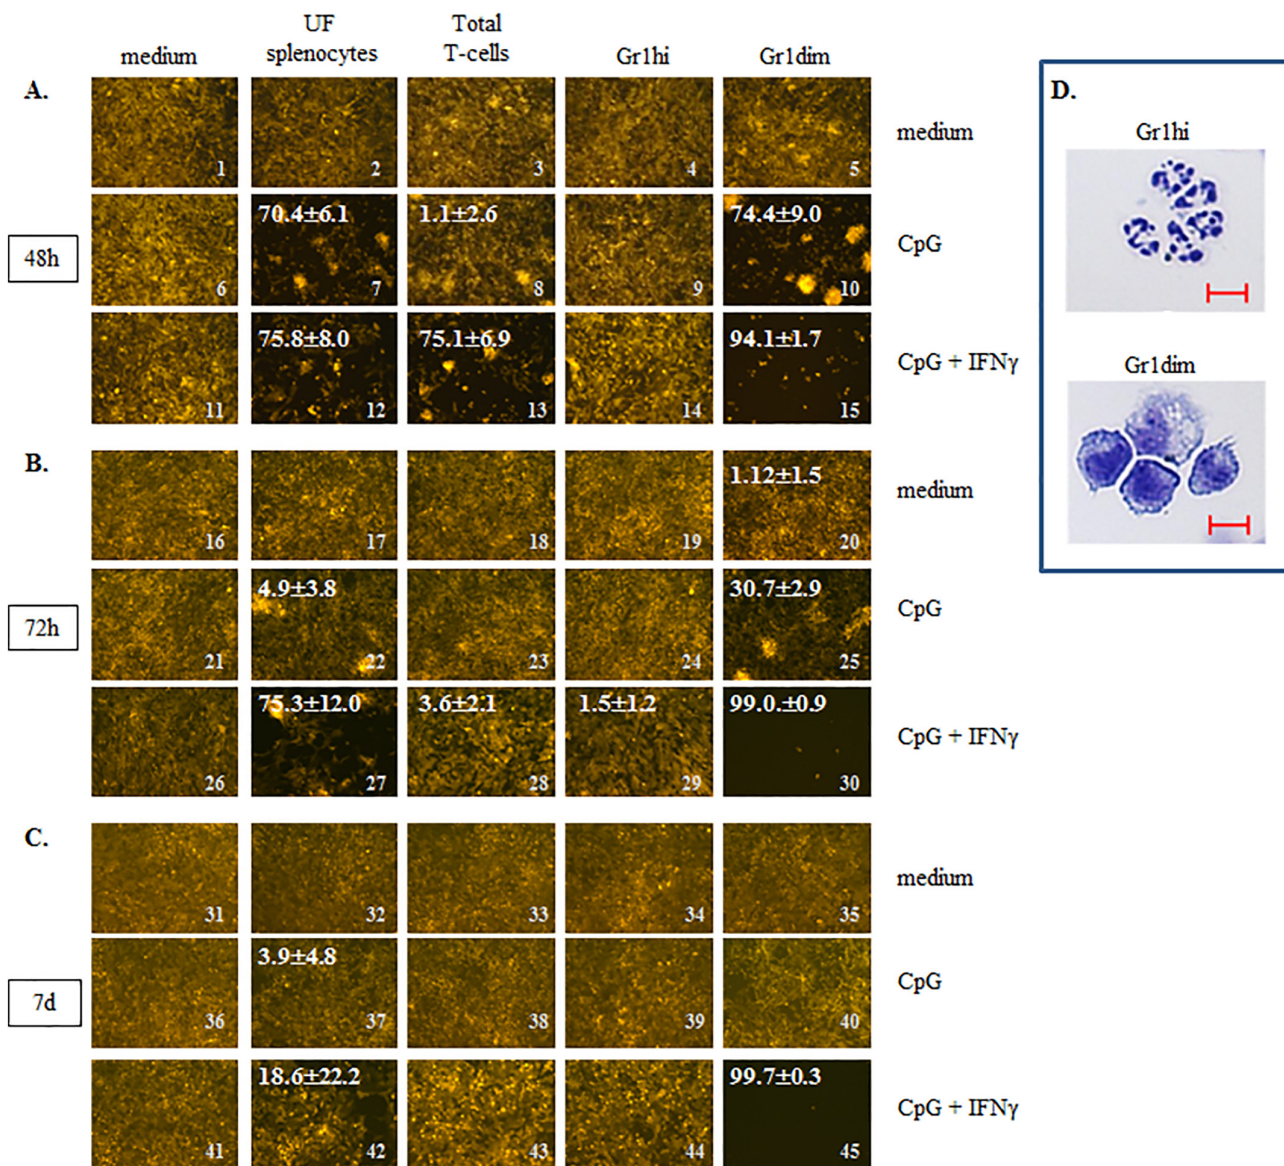 UF
splenocytes
Total
T-cells
medium
Gr1hi
Gr1dim
A.
1
2
3
4
5
medium
48h
70.4±6.1
1.1±2.6
74.4±9.0
6
7
8
9
10
CpG
75.8±8.0
75.1±6.9
94.1±1.7
11
12
13
14
15
CpG + IFNγ
B.
1.12±1.5
16
17
18
19
20
medium
72h
4.9±3.8
30.7±2.9
21
22
23
24
25
CpG
75.3±12.0
3.6±2.1
1.5±1.2
99.0.±0.9
26
27
28
29
30
CpG + IFNγ
C.
31
32
33
34
35
medium
7d
3.9±4.8
36
37
38
39
40
CpG
18.6±22.2
99.7±0.3
41
42
43
44
45
CpG + IFNγ
D.
Gr1hi
Gr1dim